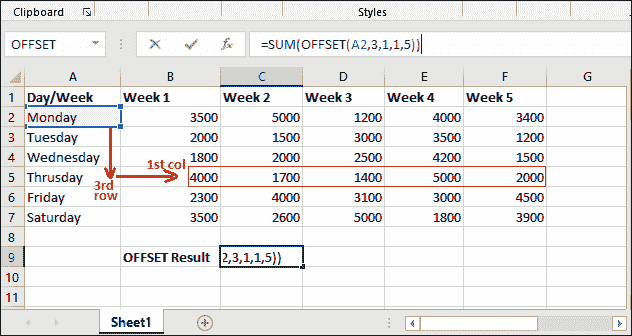 Clipboard Styles
OFFSET =SUM(OFFSET(A2,3,1,1,5))
A B C D E F G
1 Day/Week Week 1 Week 2 Week 3 Week 4 Week 5
2 Monday 3500 5000 1200 4000 3400
3 Tuesday 2000 1500 3000 3500 1200
4 Wednesday 1800 2000 2500 4200 1500
1st col
5 Thrusday 4000 1700 1400 5000 2000
3rd
row
6 Friday 2300 4000 3100 3000 4500
7 Saturday 3500 2600 5000 1800 3900
8
9 OFFSET Result 2,3,1,1,5))
10
11
Sheet1